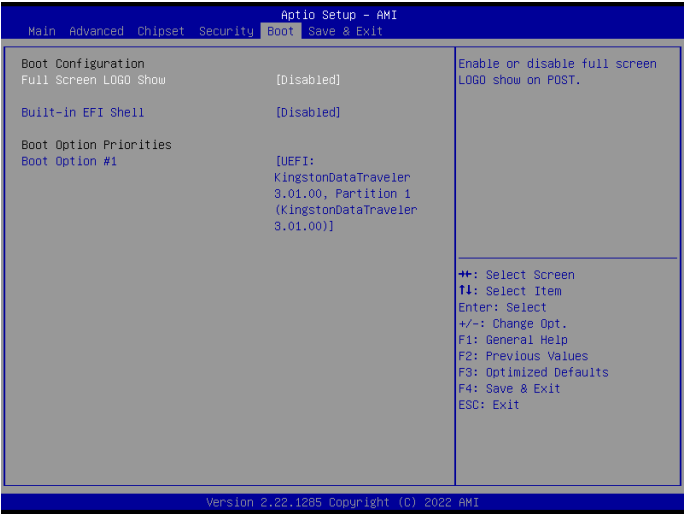 Aptio Setup – AMI
Main Advanced Chipset Security Boot Save & Exit
Boot Configuration
Full Screen LOGO Show [Disabled]
Built-in EFI Shell [Disabled]
Boot Option Priorities
Boot Option #1 [UEFI:
KingstonDataTraveler
3.01.00, Partition 1
(KingstonDataTraveler
3.01.00)]
Enable or disable full screen
LOGO show on POST.
→←: Select Screen
↑↓: Select Item
Enter: Select
+/-: Change Opt.
F1: General Help
F2: Previous Values
F3: Optimized Defaults
F4: Save & Exit
ESC: Exit
Version 2.22.1285 Copyright (C) 2022 AMI